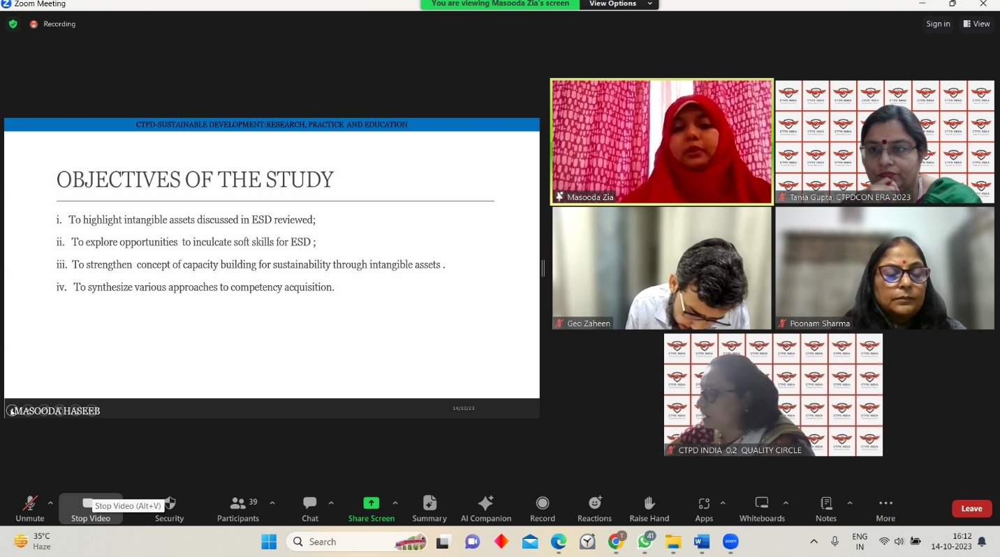 Zoom Meeting
You are viewing Masooda Zia's screen
View Options
Recording
Sign in
View
CTPD-SUSTAINABLE DEVELOPMENT:RESEARCH, PRACTICE AND EDUCATION
OBJECTIVES OF THE STUDY
i. To highlight intangible assets discussed in ESD reviewed;
ii. To explore opportunities to inculcate soft skills for ESD ;
iii. To strengthen concept of capacity building for sustainability through intangible assets .
iv. To synthesize various approaches to competency acquisition.
MASOODA HASEEB
14/10/23
Masooda Zia
CTPD INDIA
Tania Gupta CTPDCON ERA 2023
Geo Zaheen
Poonam Sharma
CTPD INDIA
CTPD INDIA 0.2 QUALITY CIRCLE
Unmute
Stop Video
Stop Video (Alt+V)
Security
39
Participants
Chat
Share Screen
Summary
AI Companion
Record
Reactions
Raise Hand
Apps
Whiteboards
Notes
More
Leave
35°C
Haze
Search
T
41
zoom
ENG
IN
16:12
14-10-2023